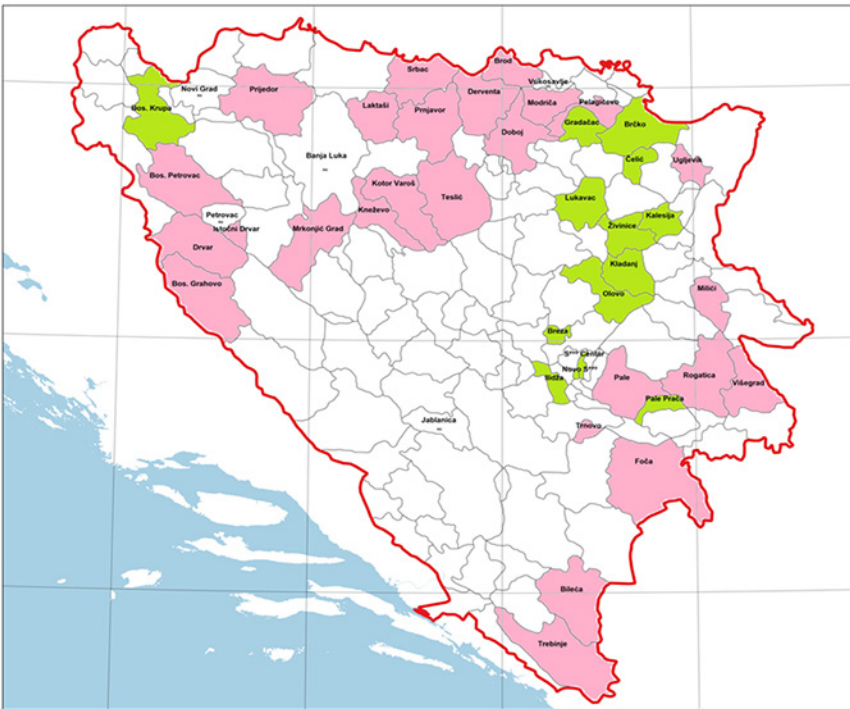 Srbac
Brod
Vukosavlje
Novi Grad
Prijedor
Derventa
Bos. Krupa
Laktaši
Prnjavor
Modriča
Pelagićevo
Gradačac
Brčko
Doboj
Banja Luka
Čelić
Ugljevik
Bos. Petrovac
Kotor Varoš
Teslić
Lukavac
Kneževo
Petrovac
Kalesija
Istočni Drvar
Mrkonjić Grad
Živinice
Drvar
Kladanj
Bos. Grahovo
Olovo
Milići
Breza
Centar
Novo
Ilidža
Pale
Rogatica
Višegrad
Pale Prača
Jablanica
Trnovo
Foča
Bileća
Trebinje